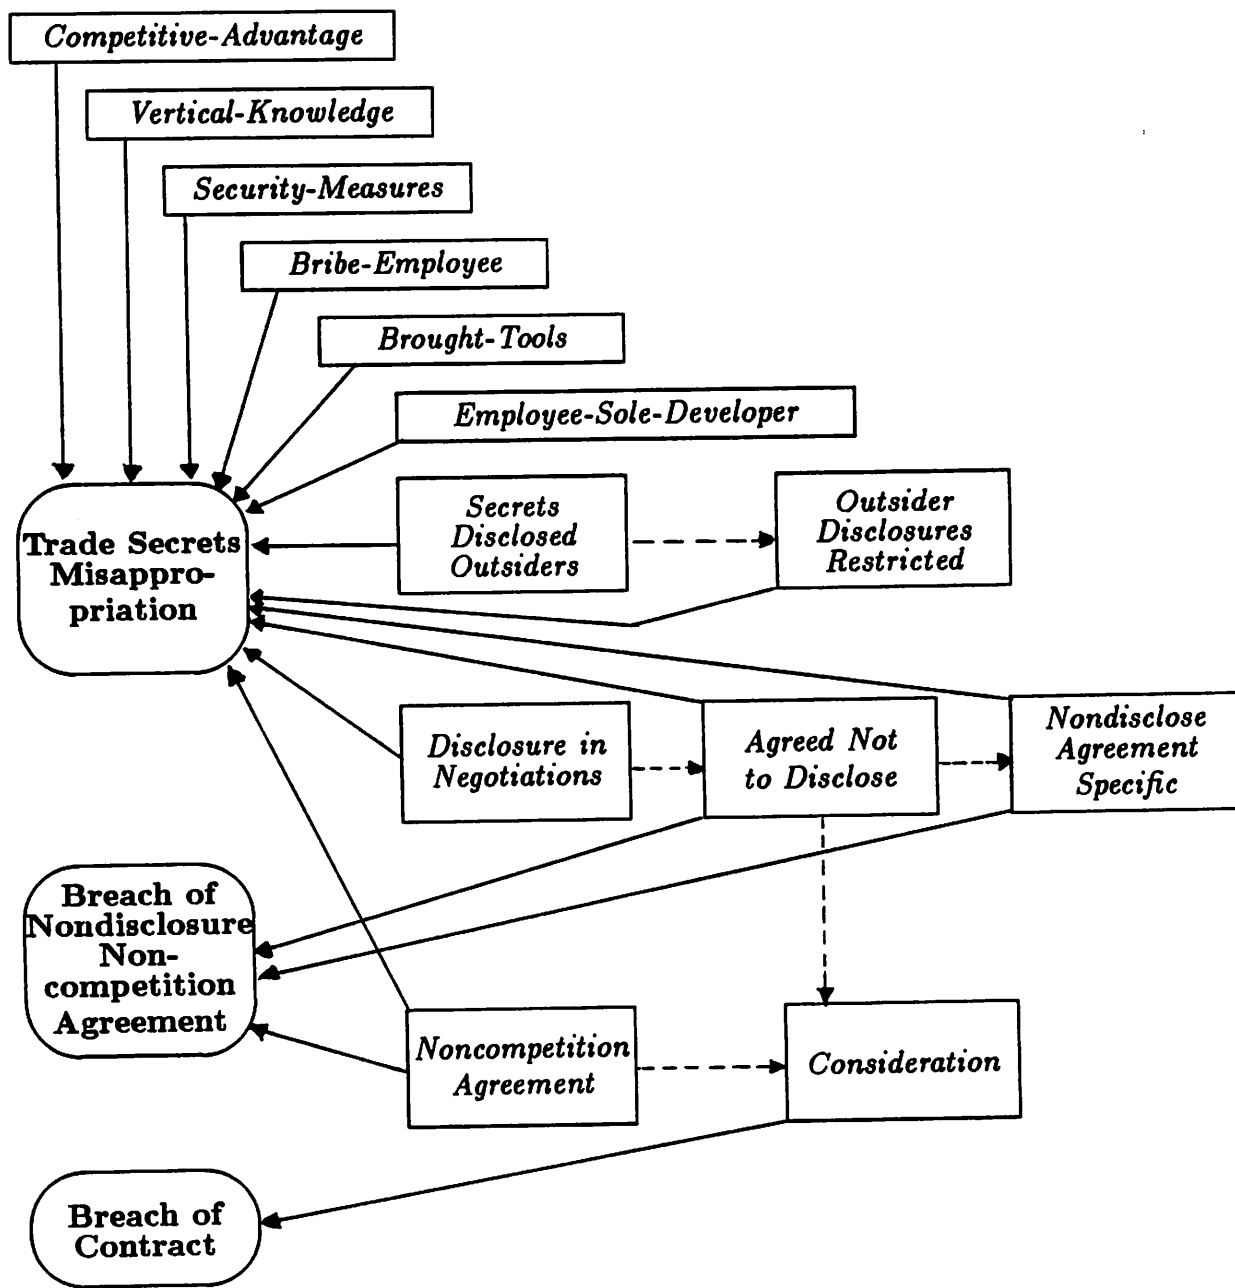 Competitive-Advantage
Vertical-Knowledge
Security-Measures
Bribe-Employee
Brought-Tools
Employee-Sole-Developer
Trade Secrets
Misappro-
priation
Secrets
Disclosed
Outsiders
Outsider
Disclosures
Restricted
Disclosure in
Negotiations
Agreed Not
to Disclose
Nondisclose
Agreement
Specific
Breach of
Nondisclosure
Non-
competition
Agreement
Noncompetition
Agreement
Consideration
Breach of
Contract